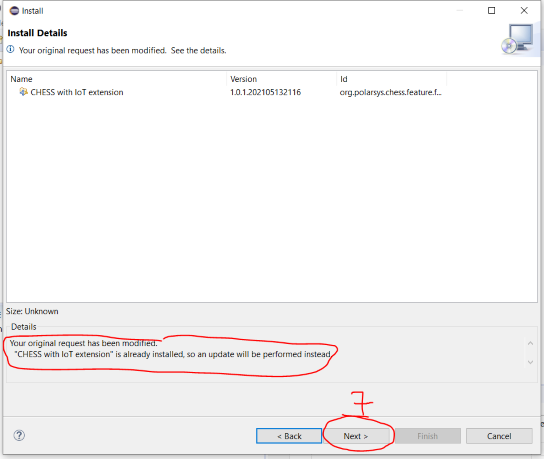 Install
Install Details
Your original request has been modified. See the details.
Name Version Id
CHESS with IoT extension 1.0.1.202105132116 org.polarsys.chess.feature.f...
Size: Unknown
Details
Your original request has been modified.
"CHESS with IoT extension" is already installed, so an update will be performed instead.
7
? < Back Next > Finish Cancel